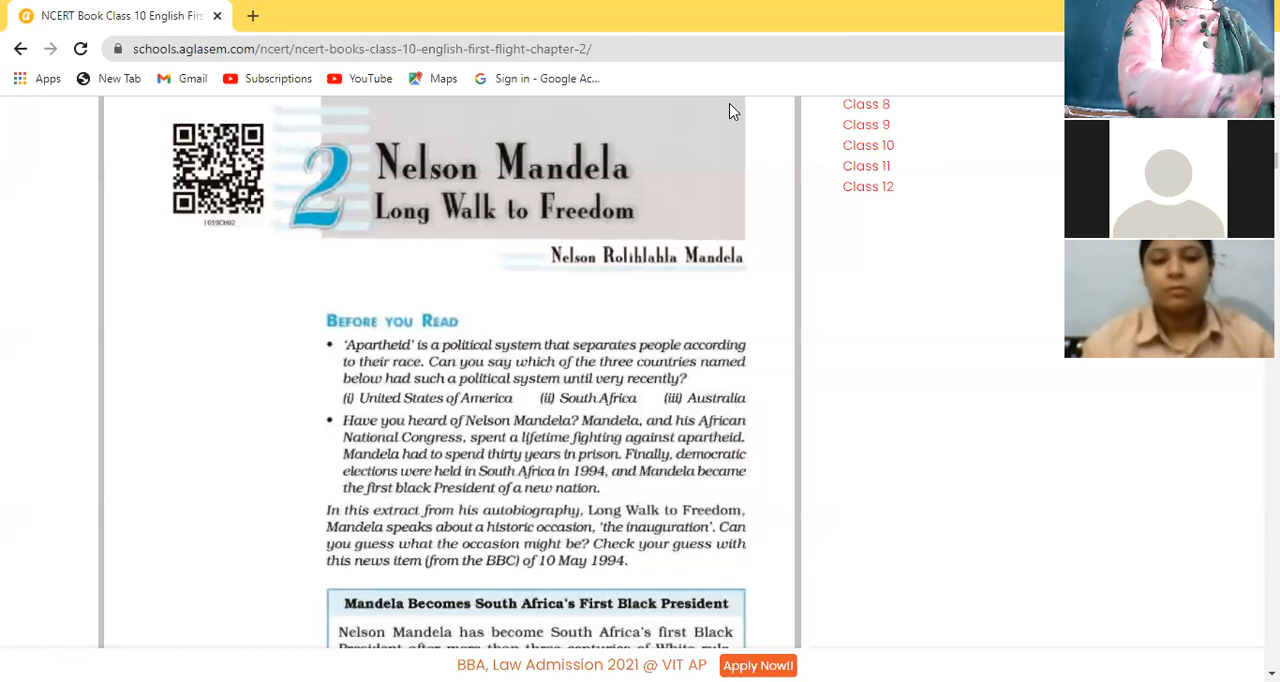 NCERT Book Class 10 English Firs
schools.aglasem.com/ncert/ncert-books-class-10-english-first-flight-chapter-2/
Apps New Tab Gmail Subscriptions YouTube Maps Sign in - Google Ac...
Class 8
Class 9
Class 10
Class 11
Class 12
1059CH02
2
Nelson Mandela
Long Walk to Freedom
Nelson Rolihlahla Mandela
BEFORE YOU READ
• 'Apartheid' is a political system that separates people according
to their race. Can you say which of the three countries named
below had such a political system until very recently?
(i) United States of America (ii) South Africa (iii) Australia
• Have you heard of Nelson Mandela? Mandela, and his African
National Congress, spent a lifetime fighting against apartheid.
Mandela had to spend thirty years in prison. Finally, democratic
elections were held in South Africa in 1994, and Mandela became
the first black President of a new nation.
In this extract from his autobiography, Long Walk to Freedom,
Mandela speaks about a historic occasion, 'the inauguration'. Can
you guess what the occasion might be? Check your guess with
this news item (from the BBC) of 10 May 1994.
Mandela Becomes South Africa's First Black President
Nelson Mandela has become South Africa's first Black
President after more than three centuries of White rule.
BBA, Law Admission 2021 @ VIT AP Apply Now!!